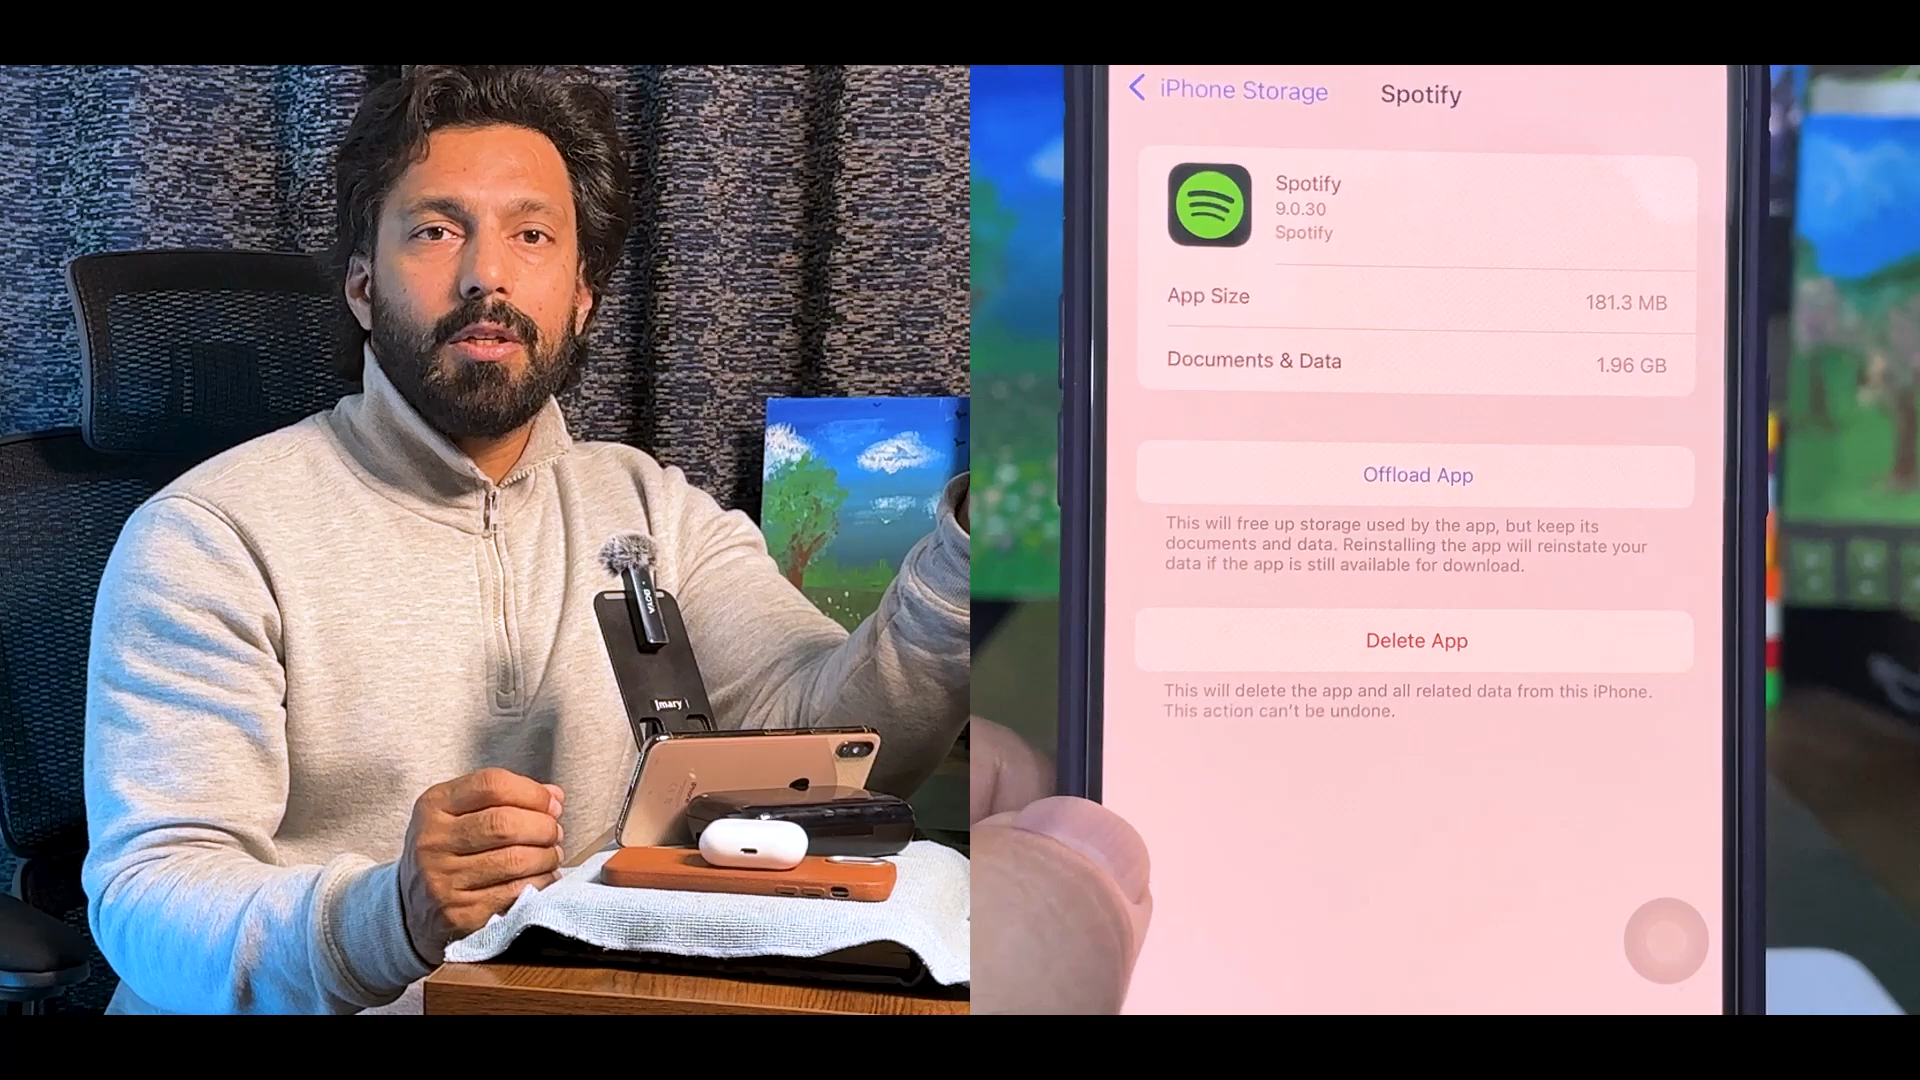 BOYA
Jmary
iPhone Storage
Spotify
Spotify
9.0.30
Spotify
App Size
181.3 MB
Documents & Data
1.96 GB
Offload App
This will free up storage used by the app, but keep its
documents and data. Reinstalling the app will reinstate your
data if the app is still available for download.
Delete App
This will delete the app and all related data from this iPhone.
This action can't be undone.